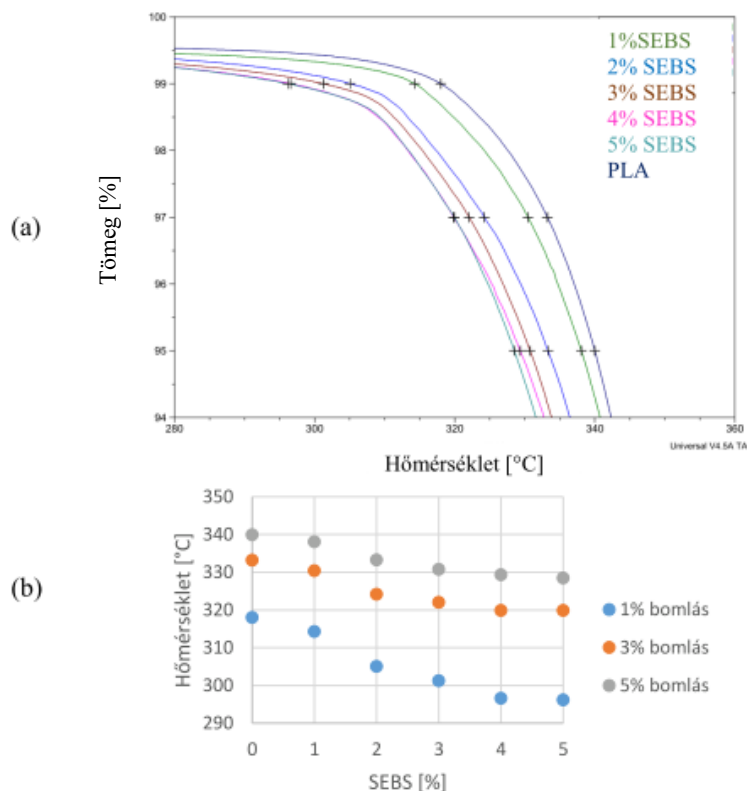 (a)
Tömeg [%]
100
99
98
97
96
95
94
1%SEBS
2% SEBS
3% SEBS
4% SEBS
5% SEBS
PLA
280
300
320
340
360
Universal V4.5A TA
Hőmérséklet [°C]
(b)
Hőmérséklet [°C]
350
340
330
320
310
300
290
0 1 2 3 4 5
SEBS [%]
1% bomlás
3% bomlás
5% bomlás